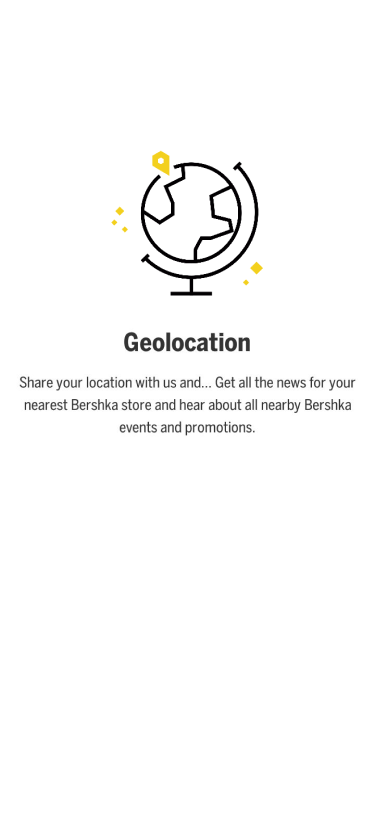 Geolocation
Share your location with us and... Get all the news for your
nearest Bershka store and hear about all nearby Bershka
events and promotions.